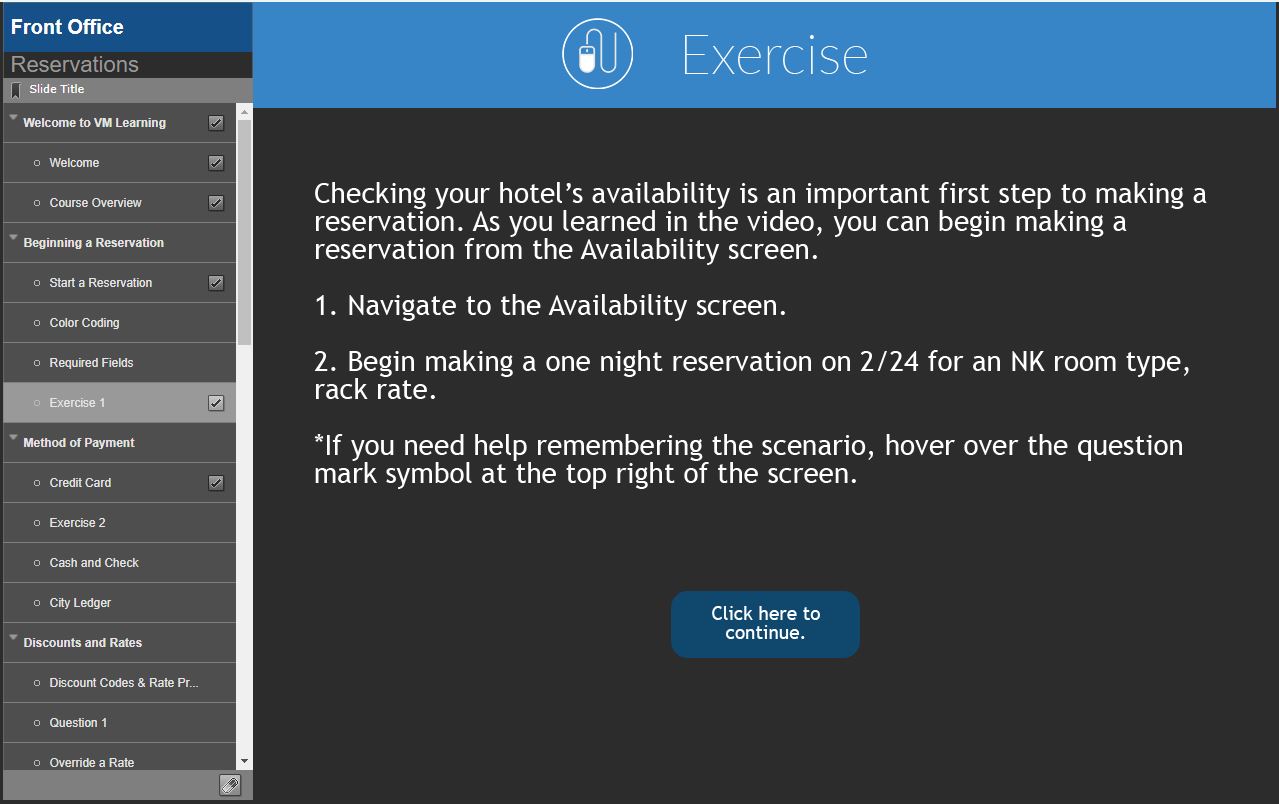 Front Office
Reservations
Slide Title
Welcome to VM Learning
Welcome
Course Overview
Beginning a Reservation
Start a Reservation
Color Coding
Required Fields
Exercise 1
Method of Payment
Credit Card
Exercise 2
Cash and Check
City Ledger
Discounts and Rates
Discount Codes & Rate Pr...
Question 1
Override a Rate
Exercise
Checking your hotel’s availability is an important first step to making a
reservation. As you learned in the video, you can begin making a
reservation from the Availability screen.
1. Navigate to the Availability screen.
2. Begin making a one night reservation on 2/24 for an NK room type,
rack rate.
*If you need help remembering the scenario, hover over the question
mark symbol at the top right of the screen.
Click here to
continue.